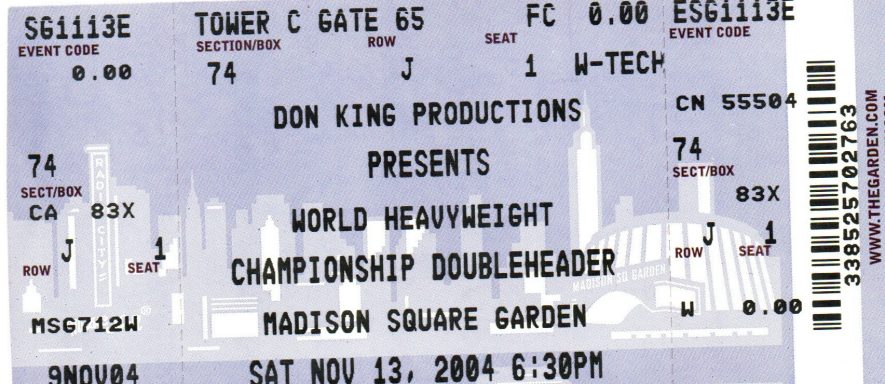 SG1113E TOWER C GATE 65 FC 0.00 ESG1113E
EVENT CODE SECTION/BOX ROW SEAT EVENT CODE
0.00 74 J 1 W-TECH
DON KING PRODUCTIONS CN 55504
74 PRESENTS 74
SECT/BOX SECT/BOX
CA 83X WORLD HEAVYWEIGHT 83X
J 1 J 1
ROW SEAT CHAMPIONSHIP DOUBLEHEADER ROW SEAT
RADIO CITY
MADISON SQ GARDEN
MSG712W MADISON SQUARE GARDEN W 0.00
9NOV04 SAT NOV 13, 2004 6:30PM
338525702763
WWW.THEGARDEN.COM